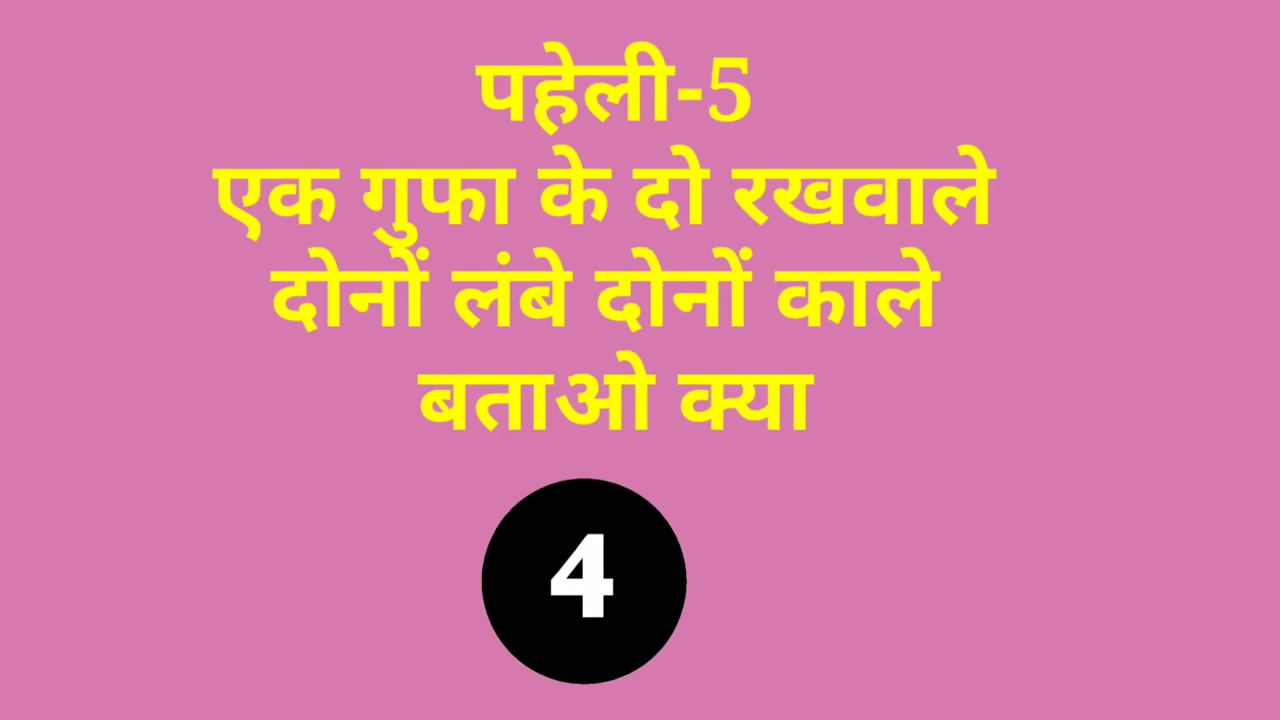 पहेली-5
एक गुफा के दो रखवाले
दोनों लंबे दोनों काले
बताओ क्या
4